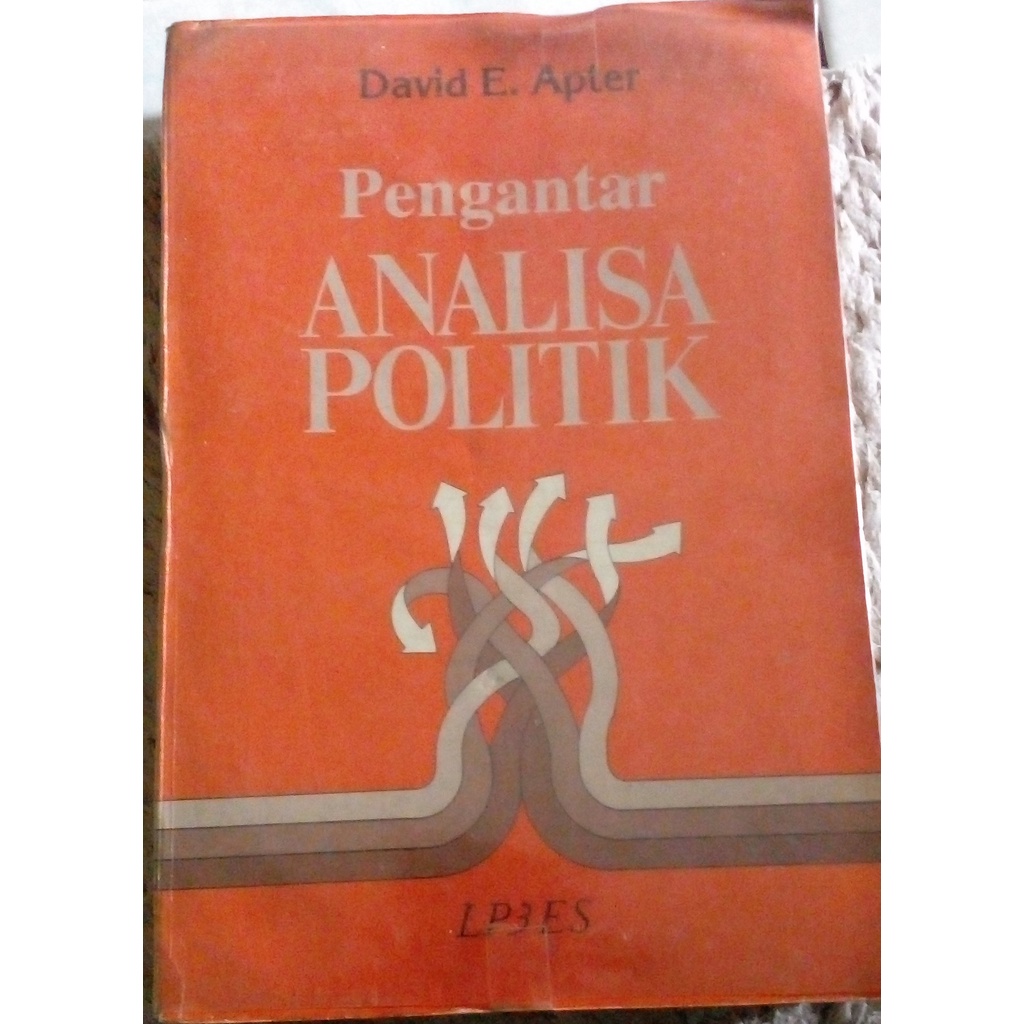 David E. Apter
Pengantar
ANALISA
POLITIK
LP3ES